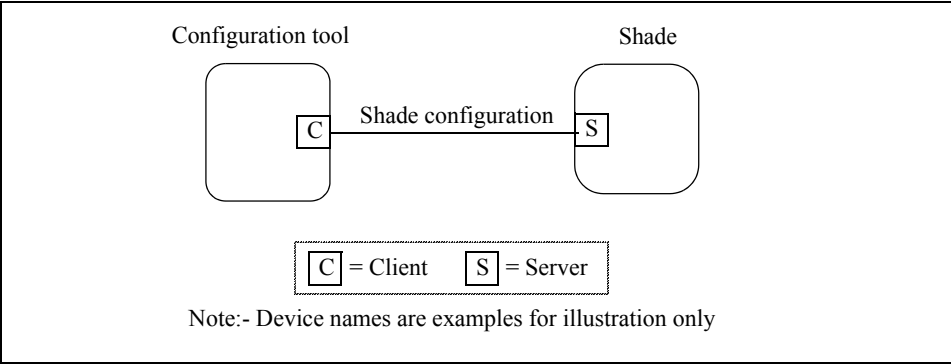 Configuration tool Shade
C Shade configuration S
C = Client S = Server
Note:- Device names are examples for illustration only